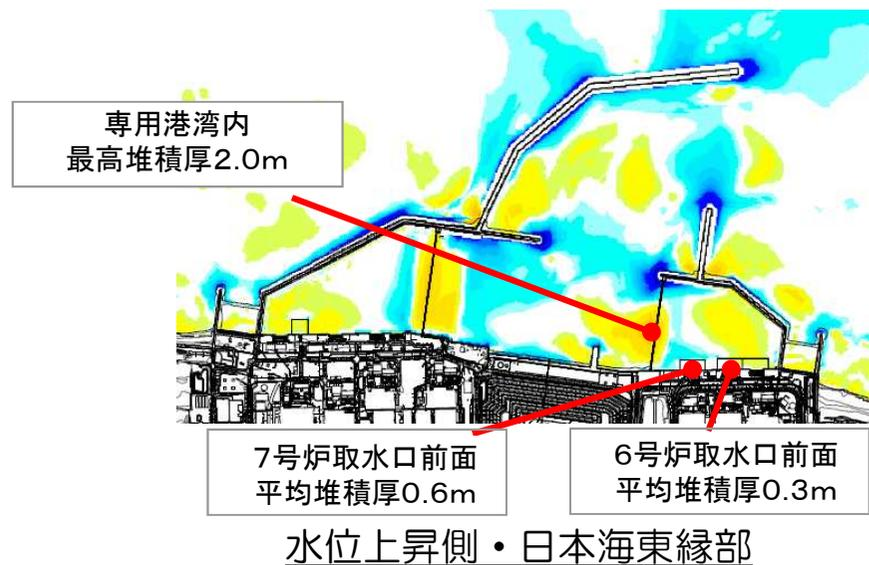 専用港湾内
最高堆積厚2.0m
7号炉取水口前面
平均堆積厚0.6m
6号炉取水口前面
平均堆積厚0.3m
水位上昇側・日本海東縁部